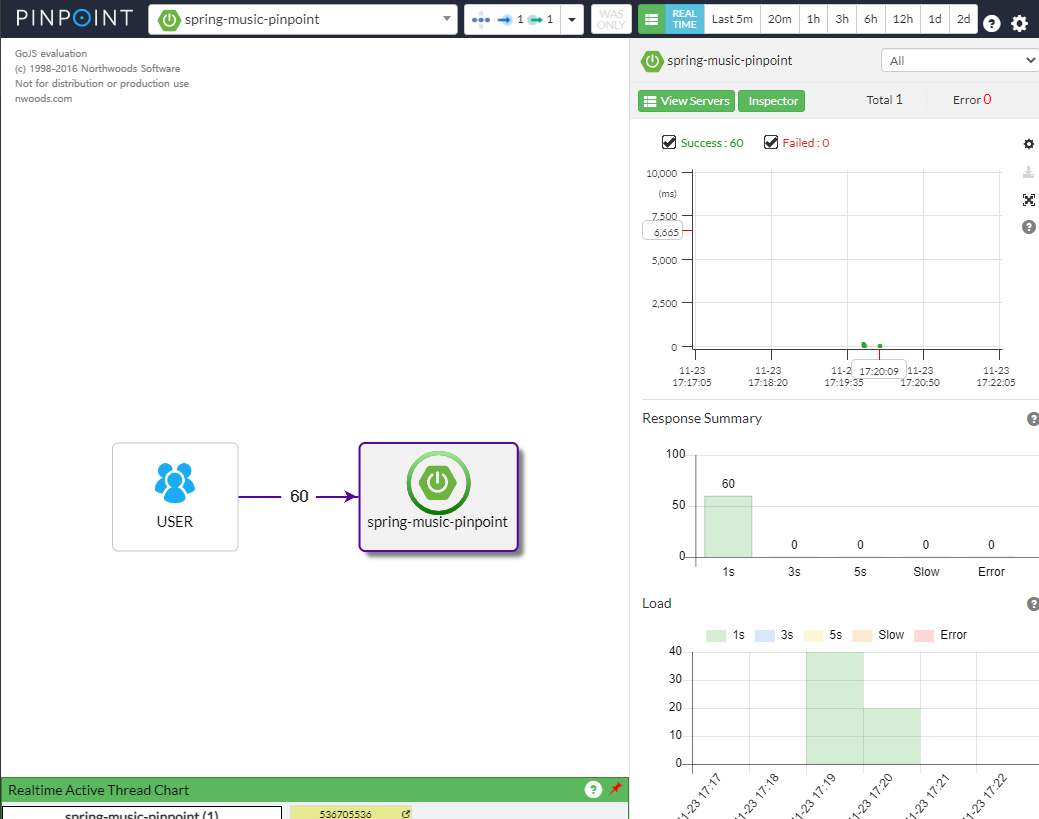 PINPOINT
spring-music-pinpoint
1
1
WAS
ONLY
REAL
TIME
Last 5m
20m
1h
3h
6h
12h
1d
2d
?
GoJS evaluation
(c) 1998-2016 Northwoods Software
Not for distribution or production use
nwoods.com
spring-music-pinpoint
All
View Servers
Inspector
Total 1
Error 0
Success : 60
Failed : 0
10,000
(ms)
7,500
6,665
5,000
2,500
0
11-23
17:17:05
11-23
17:18:20
11-2
17:19:35
17:20:09
11-23
17:20:50
11-23
17:22:05
?
USER
60
spring-music-pinpoint
Response Summary
?
100
50
0
60
0
0
0
0
1s
3s
5s
Slow
Error
Load
?
1s
3s
5s
Slow
Error
40
30
20
10
0
1-23 17:17
11-23 17:18
11-23 17:19
11-23 17:20
11-23 17:21
11-23 17:22
Realtime Active Thread Chart
?
spring-music-pinpoint (1)
536705536